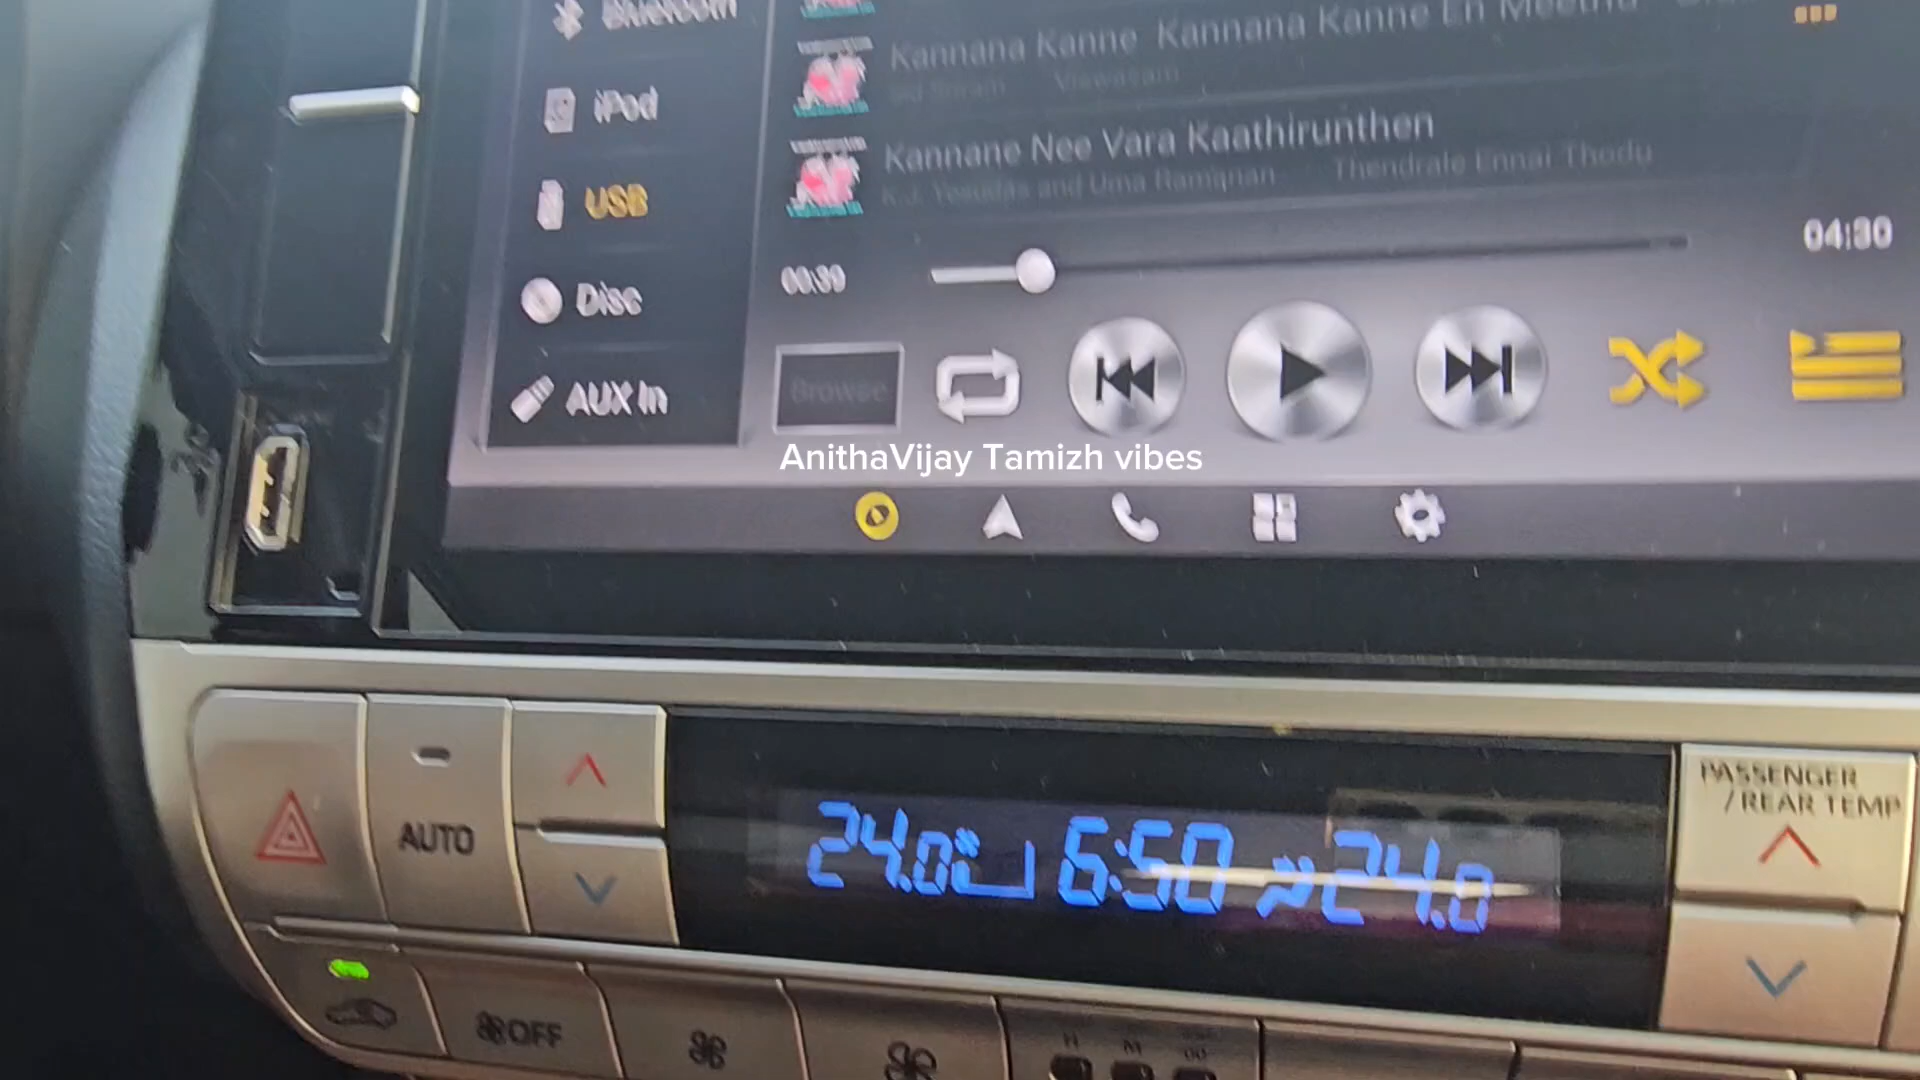 Bluetooth
iPod
USB
Disc
AUX In
Kannana Kanne Kannana Kanne En
Sid Sriram Viswasam
Kannane Nee Vara Kaathirunthen
K.J. Yesudas and Uma Ramanan Thendrale Ennai Thodu
00:39
04:30
Browse
AnithaVijay Tamizh vibes
AUTO
24.0
6:50
24.0
PASSENGER
/REAR TEMP
OFF
H
M
:00